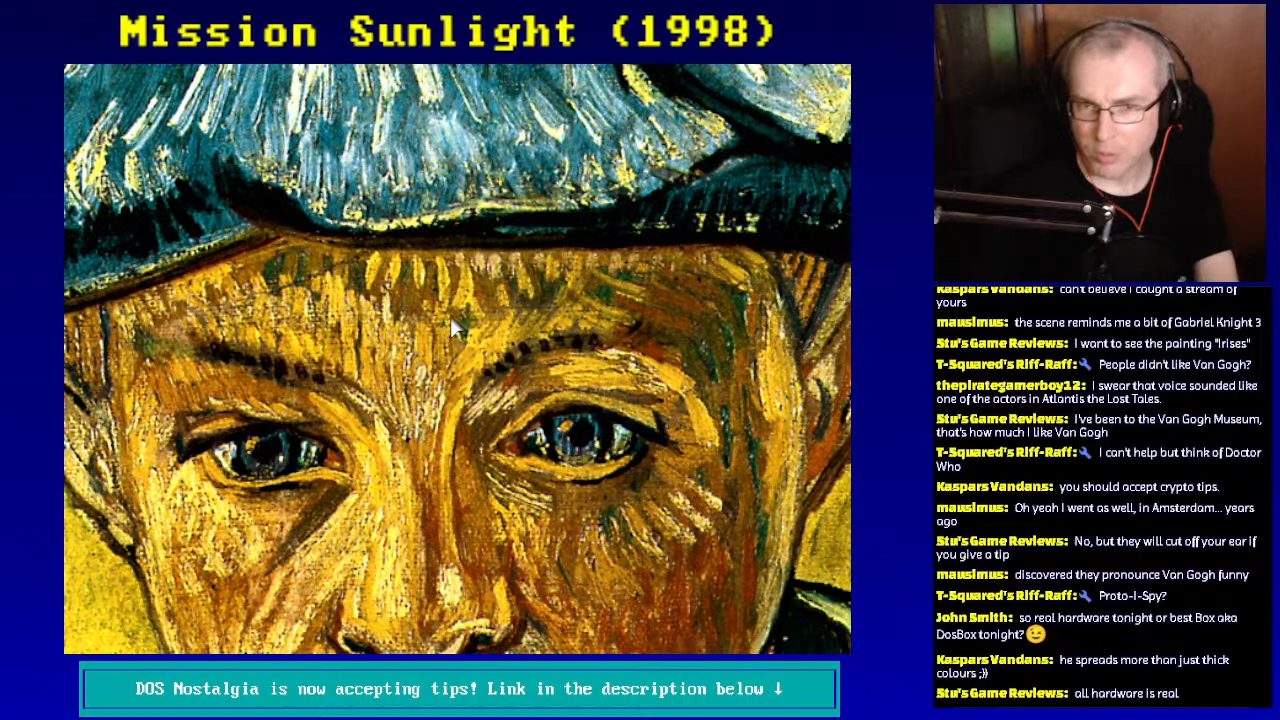 Mission Sunlight (1998)
Kaspars Vandans: can't believe I caught a stream of
yours
mausimus: the scene reminds me a bit of Gabriel Knight 3
Stu's Game Reviews: I want to see the painting "Irises"
T-Squared's Riff-Raff: People didn't like Van Gogh?
thepirategamerboy12: I swear that voice sounded like
one of the actors in Atlantis the Lost Tales.
Stu's Game Reviews: I've been to the Van Gogh Museum,
that's how much I like Van Gogh
T-Squared's Riff-Raff: I can't help but think of Doctor
Who
Kaspars Vandans: you should accept crypto tips.
mausimus: Oh yeah I went as well, in Amsterdam... years
ago
Stu's Game Reviews: No, but they will cut off your ear if
you give a tip
mausimus: discovered they pronounce Van Gogh funny
T-Squared's Riff-Raff: Proto-I-Spy?
John Smith: so real hardware tonight or best Box aka
DosBox tonight?😉
Kaspars Vandans: he spreads more than just thick
colours ;))
Stu's Game Reviews: all hardware is real
DOS Nostalgia is now accepting tips! Link in the description below ↓